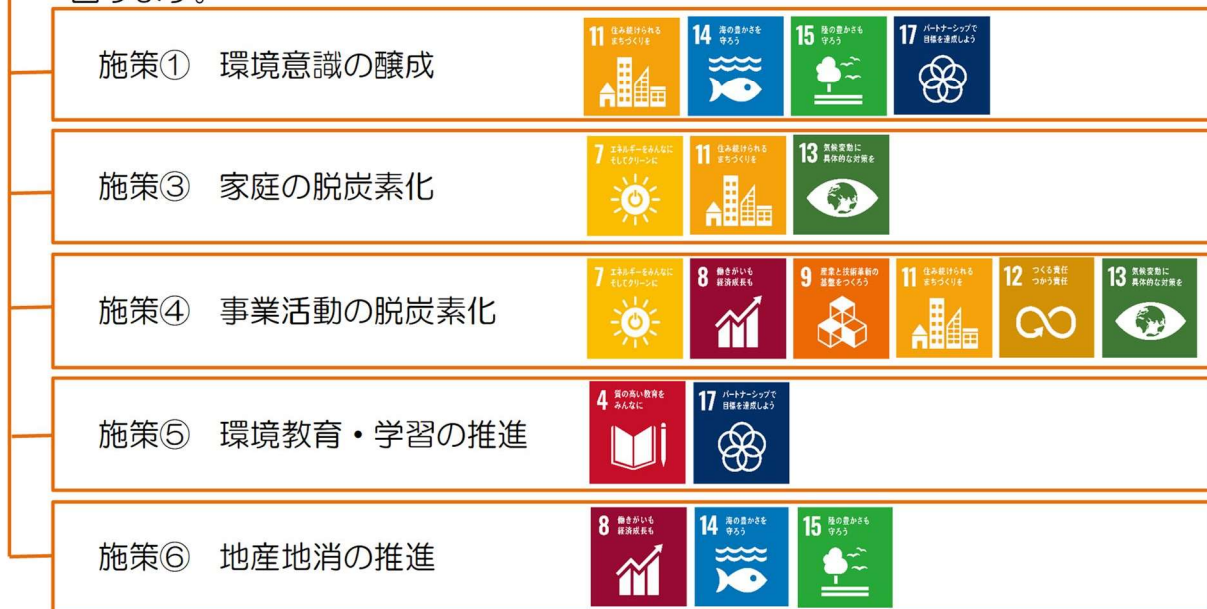 図ります。
施策① 環境意識の醸成
11 住み続けられる
まちづくりを
14 海の豊かさを
守ろう
15 陸の豊かさも
守ろう
17 パートナーシップで
目標を達成しよう
施策③ 家庭の脱炭素化
7 エネルギーをみんなに
そしてクリーンに
11 住み続けられる
まちづくりを
13 気候変動に
具体的な対策を
施策④ 事業活動の脱炭素化
7 エネルギーをみんなに
そしてクリーンに
8 働きがいも
経済成長も
9 産業と技術革新の
基盤をつくろう
11 住み続けられる
まちづくりを
12 つくる責任
つかう責任
13 気候変動に
具体的な対策を
施策⑤ 環境教育・学習の推進
4 質の高い教育を
みんなに
17 パートナーシップで
目標を達成しよう
施策⑥ 地産地消の推進
8 働きがいも
経済成長も
14 海の豊かさを
守ろう
15 陸の豊かさも
守ろう